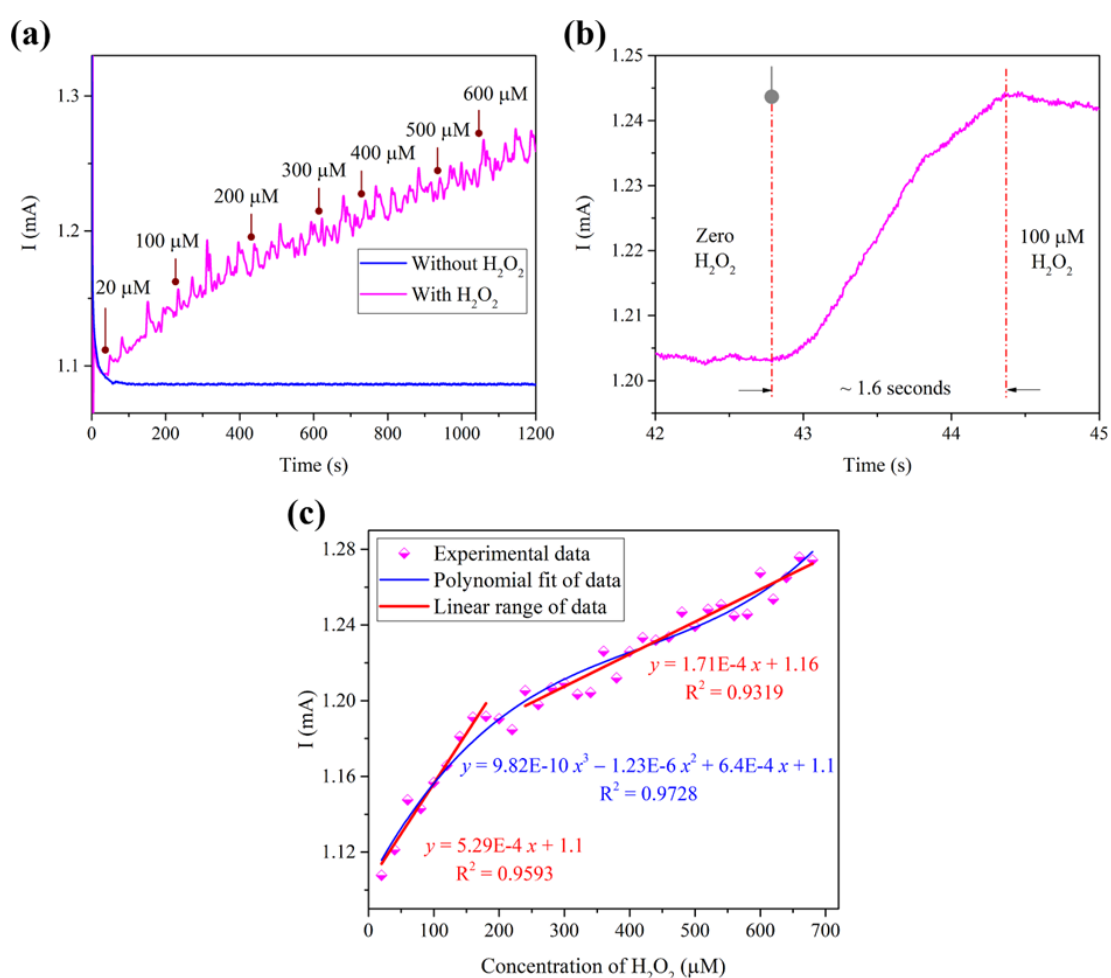 (a)
1.3
1.2
1.1
I (mA)
20 μM
100 μM
200 μM
300 μM
400 μM
500 μM
600 μM
Without H₂O₂
With H₂O₂
0 200 400 600 800 1000 1200
Time (s)
(b)
1.25
1.24
1.23
1.22
1.21
1.20
I (mA)
Zero
H₂O₂
100 μM
H₂O₂
~ 1.6 seconds
42 43 44 45
Time (s)
(c)
1.28
1.24
1.20
1.16
1.12
I (mA)
Experimental data
Polynomial fit of data
Linear range of data
y = 1.71E-4 x + 1.16
R² = 0.9319
y = 9.82E-10 x³ − 1.23E-6 x² + 6.4E-4 x + 1.1
R² = 0.9728
y = 5.29E-4 x + 1.1
R² = 0.9593
0 100 200 300 400 500 600 700
Concentration of H₂O₂ (μM)